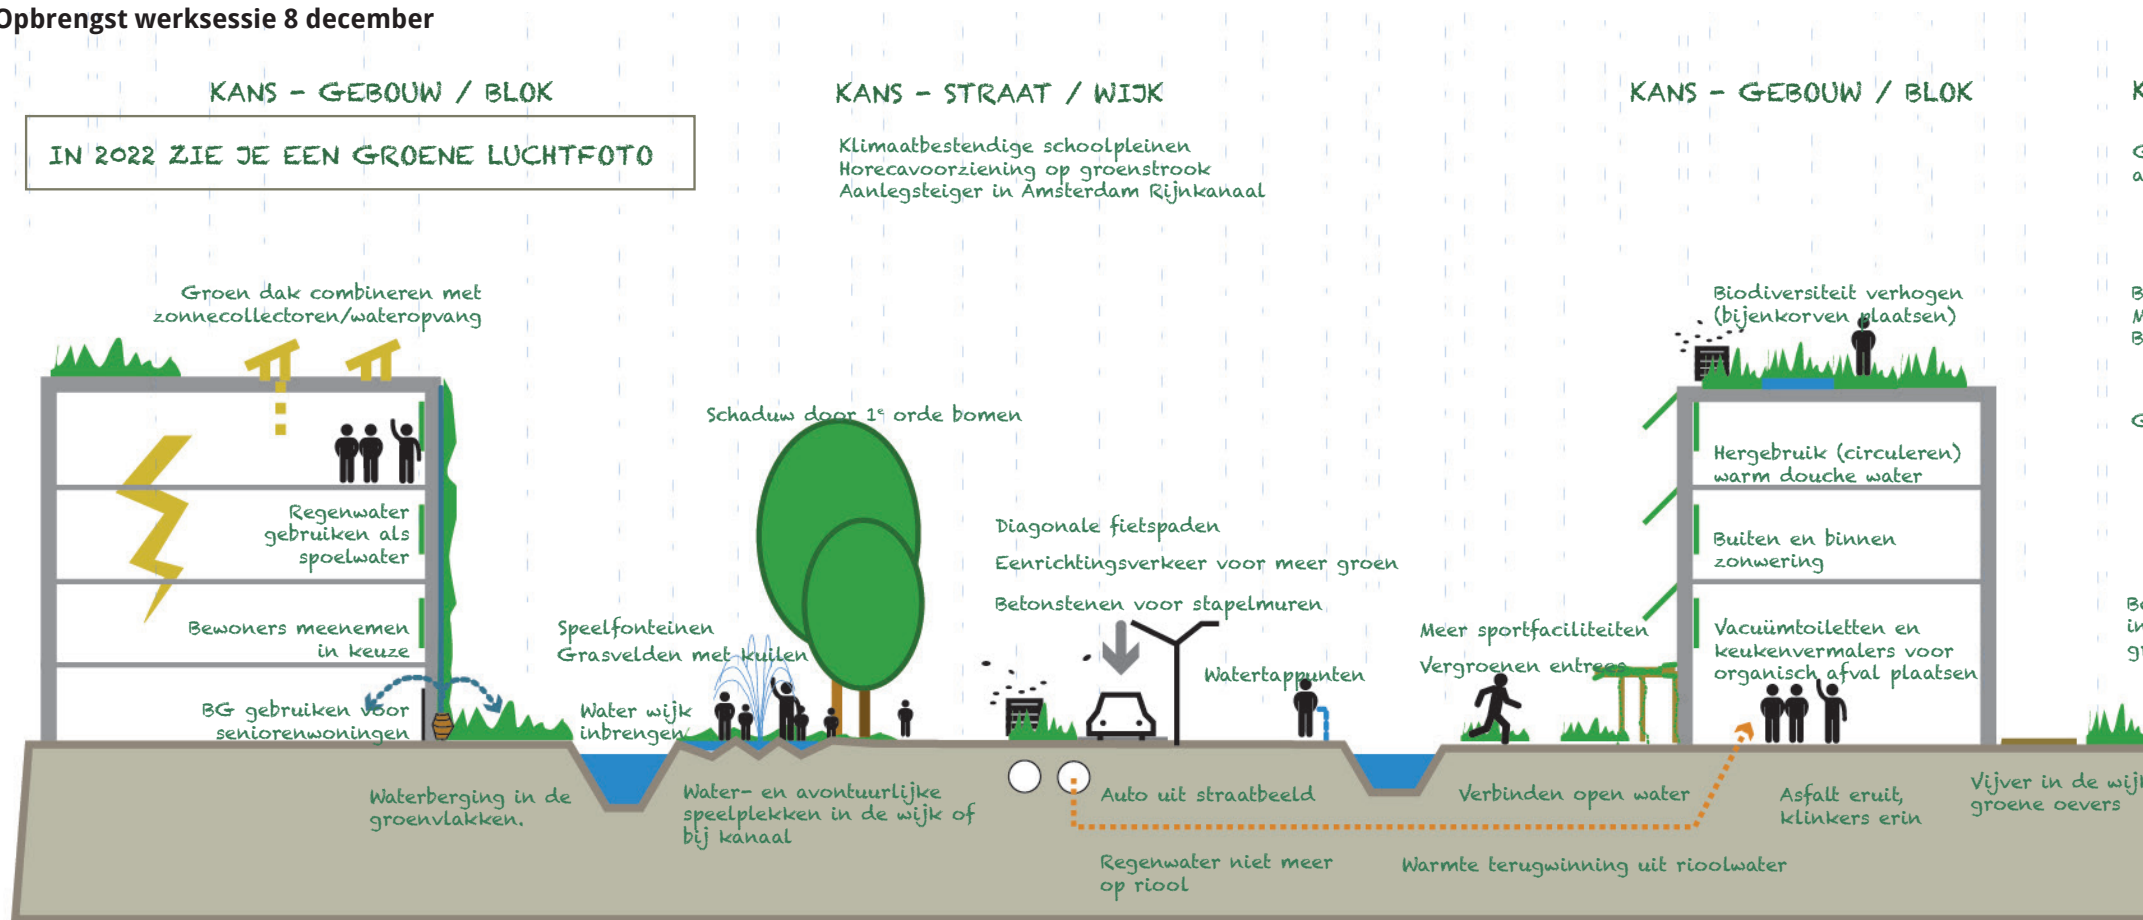 Opbrengst werksessie 8 december
KANS - GEBOUW / BLOK
IN 2022 ZIE JE EEN GROENE LUCHTFOTO
Groen dak combineren met
zonnecollectoren/wateropvang
Regenwater
gebruiken als
spoelwater
Bewoners meenemen
in keuze
BG gebruiken voor
seniorenwoningen
Waterberging in de
groenvlakken.
KANS - STRAAT / WIJK
Klimaatbestendige schoolpleinen
Horecavoorziening op groenstrook
Aanlegsteiger in Amsterdam Rijnkanaal
Schaduw door 1e orde bomen
Speelfonteinen
Grasvelden met kuilen
Water wijk
inbrengen
Water- en avontuurlijke
speelplekken in de wijk of
bij kanaal
Diagonale fietspaden
Eenrichtingsverkeer voor meer groen
Betonstenen voor stapelmuren
Watertappunten
Auto uit straatbeeld
Regenwater niet meer
op riool
Meer sportfaciliteiten
Vergroenen entrees
Verbinden open water
Warmte terugwinning uit rioolwater
KANS - GEBOUW / BLOK
Biodiversiteit verhogen
(bijenkorven plaatsen)
Hergebruik (circuleren)
warm douche water
Buiten en binnen
zonwering
Vacuümtoiletten en
keukenvermalers voor
organisch afval plaatsen
Asfalt eruit,
klinkers erin
Vijver in de wijk
groene oevers